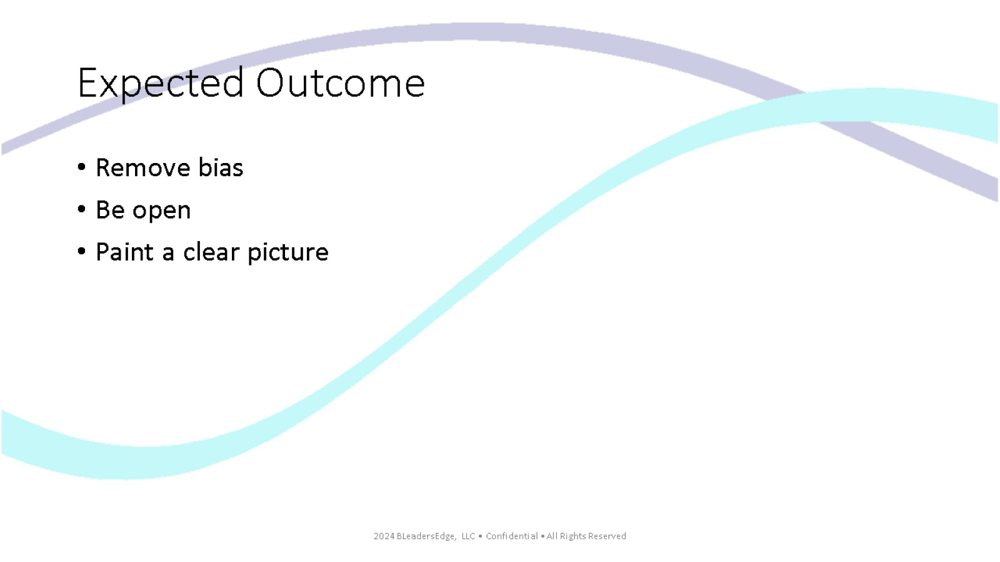 Expected Outcome
• Remove bias
• Be open
• Paint a clear picture
2024 BLeadersEdge, LLC • Confidential • All Rights Reserved